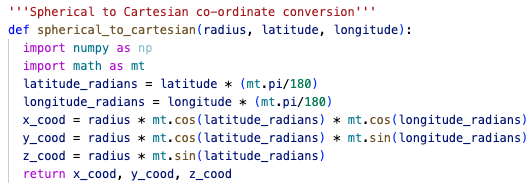 '''Spherical to Cartesian co-ordinate conversion'''
def spherical_to_cartesian(radius, latitude, longitude):
  import numpy as np
  import math as mt
  latitude_radians = latitude * (mt.pi/180)
  longitude_radians = longitude * (mt.pi/180)
  x_cood = radius * mt.cos(latitude_radians) * mt.cos(longitude_radians)
  y_cood = radius * mt.cos(latitude_radians) * mt.sin(longitude_radians)
  z_cood = radius * mt.sin(latitude_radians)
  return x_cood, y_cood, z_cood